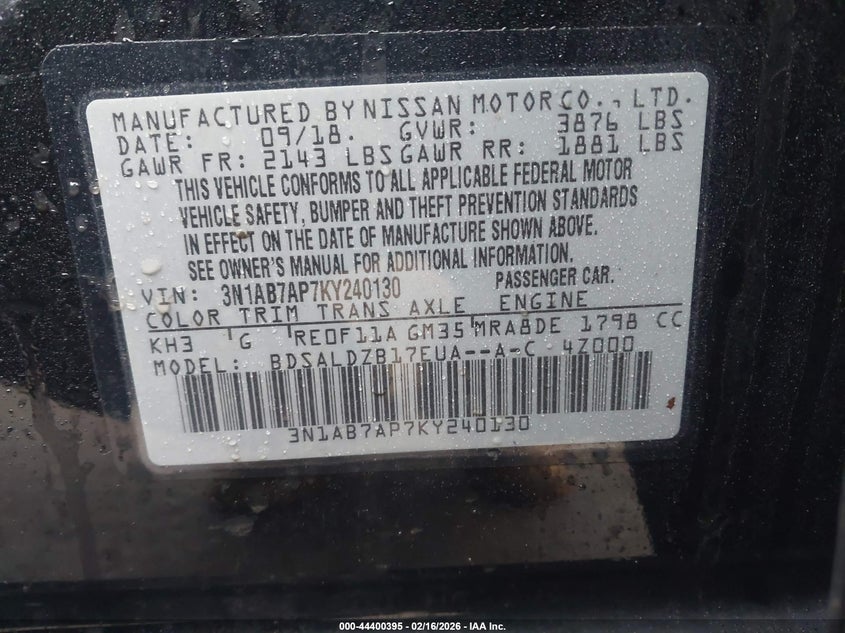 MANUFACTURED BY NISSAN MOTOR CO., LTD.
DATE: 09/18. GVWR: 3876 LBS
GAWR FR: 2143 LBS GAWR RR: 1881 LBS
THIS VEHICLE CONFORMS TO ALL APPLICABLE FEDERAL MOTOR
VEHICLE SAFETY, BUMPER AND THEFT PREVENTION STANDARDS
IN EFFECT ON THE DATE OF MANUFACTURE SHOWN ABOVE.
SEE OWNER'S MANUAL FOR ADDITIONAL INFORMATION.
VIN: 3N1AB7AP7KY240130 PASSENGER CAR.
COLOR TRIM TRANS AXLE ENGINE
KH3 G RE0F11A GM35 MRA8DE 1798 CC
MODEL: BDSALDZB17EUA--A-C 4Z000
3N1AB7AP7KY240130
000-44400395 - 02/16/2026 - IAA Inc.